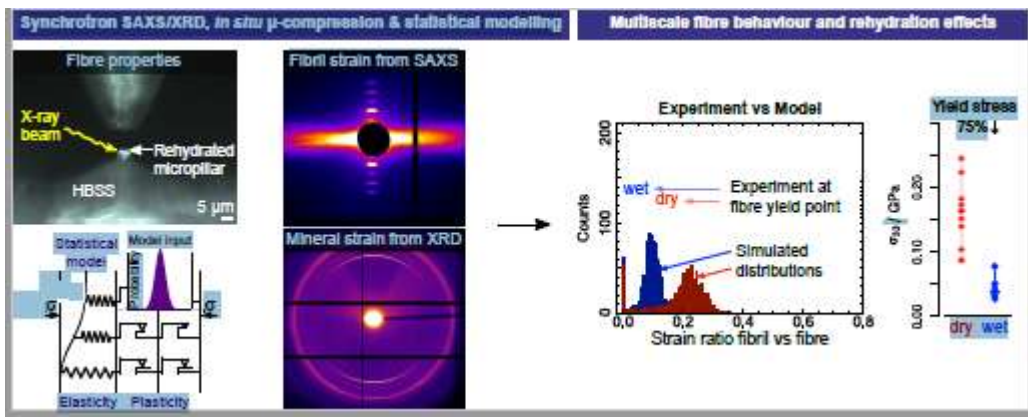 Synchrotron SAXS/XRD, in situ μ-compression & statistical modelling
Fibre properties
X-ray
beam
Rehydrated
micropillar
HBSS
5 μm
Fibril strain from SAXS
Statistical
model
Model input
Probability
Elasticity Plasticity
Mineral strain from XRD
Multiscale fibre behaviour and rehydration effects
Experiment vs Model
Counts
200
100
0
wet
dry
Experiment at
fibre yield point
Simulated
distributions
0,0 0,2 0,4 0,6 0,8
Strain ratio fibril vs fibre
Yield stress
75% ↓
GPa
0.20
0.10
0.00
dry wet